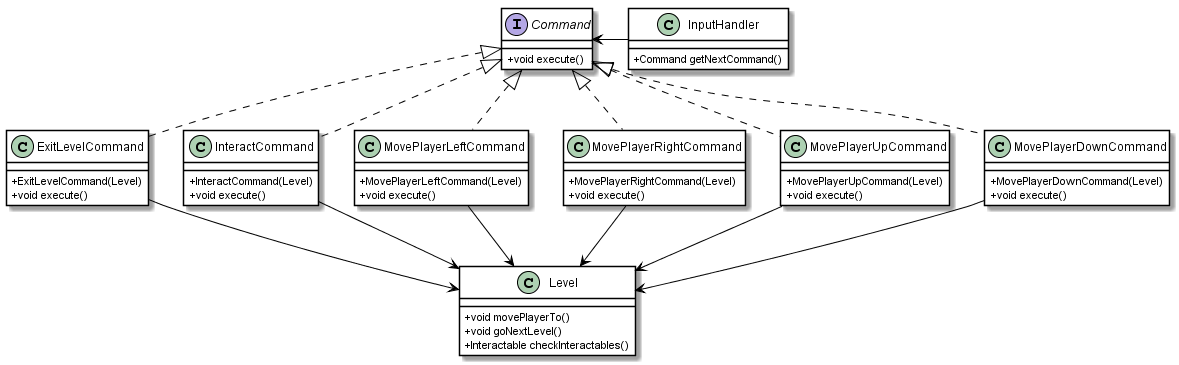 I Command
+void execute()
C InputHandler
+Command getNextCommand()
C ExitLevelCommand
+ExitLevelCommand(Level)
+void execute()
C InteractCommand
+InteractCommand(Level)
+void execute()
C MovePlayerLeftCommand
+MovePlayerLeftCommand(Level)
+void execute()
C MovePlayerRightCommand
+MovePlayerRightCommand(Level)
+void execute()
C MovePlayerUpCommand
+MovePlayerUpCommand(Level)
+void execute()
C MovePlayerDownCommand
+MovePlayerDownCommand(Level)
+void execute()
C Level
+void movePlayerTo()
+void goNextLevel()
+Interactable checkInteractables()